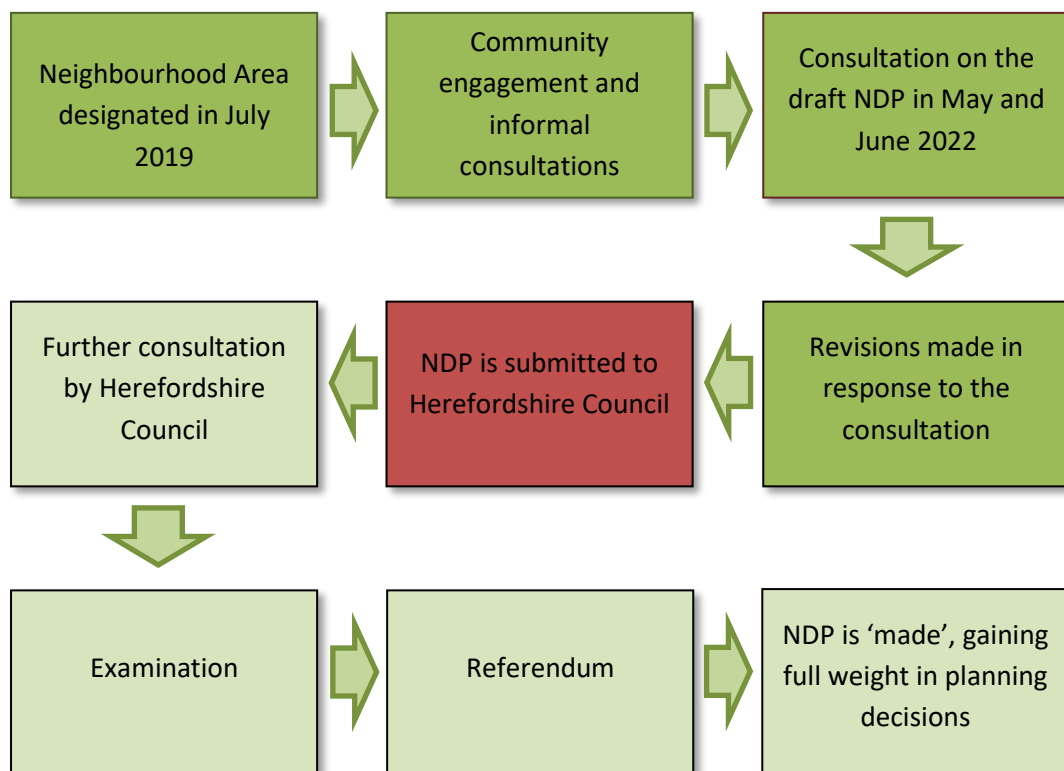 Neighbourhood Area
designated in July
2019
Community
engagement and
informal
consultations
Consultation on the
draft NDP in May and
June 2022
Revisions made in
response to the
consultation
NDP is submitted to
Herefordshire Council
Further consultation
by Herefordshire
Council
Examination
Referendum
NDP is ‘made’, gaining
full weight in planning
decisions